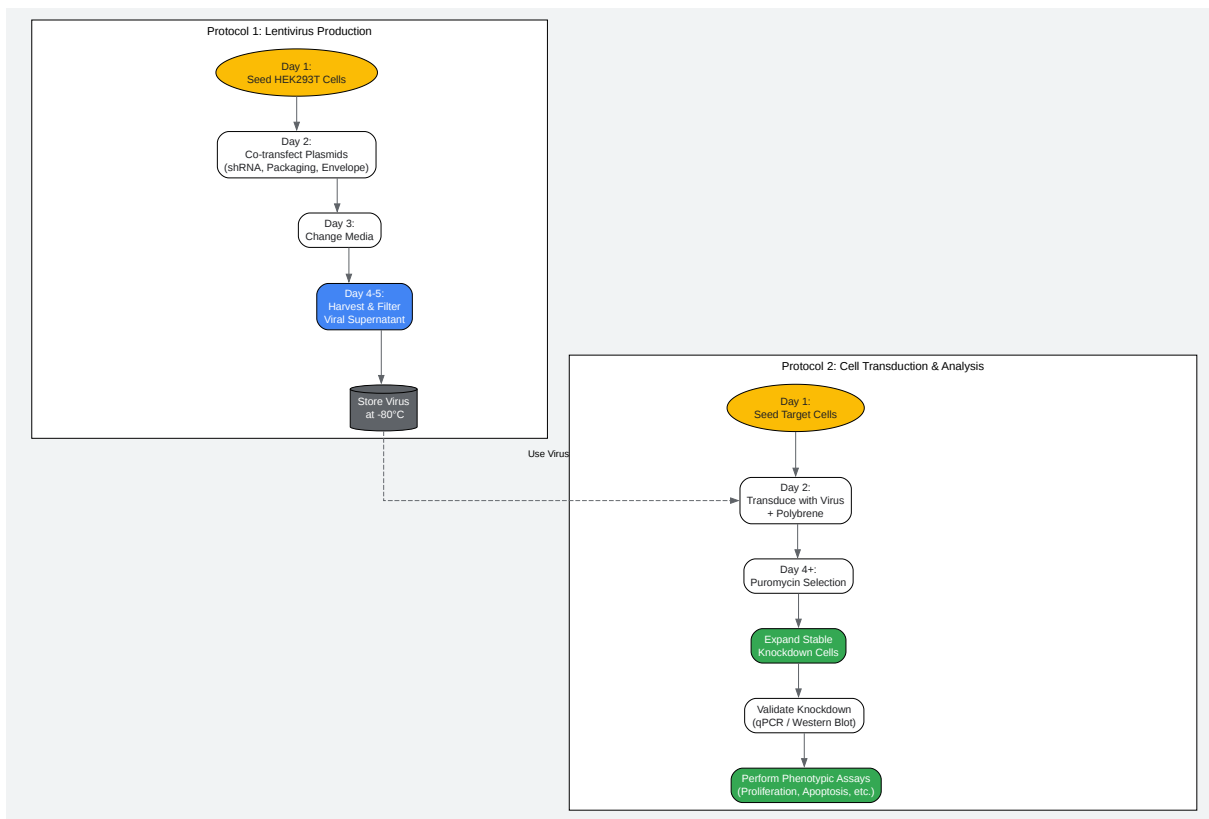 Protocol 1: Lentivirus Production
Day 1:
Seed HEK293T Cells
Day 2:
Co-transfect Plasmids
(shRNA, Packaging, Envelope)
Day 3:
Change Media
Day 4-5:
Harvest & Filter
Viral Supernatant
Store Virus
at -80°C
Use Virus
Protocol 2: Cell Transduction & Analysis
Day 1:
Seed Target Cells
Day 2:
Transduce with Virus
+ Polybrene
Day 4+:
Puromycin Selection
Expand Stable
Knockdown Cells
Validate Knockdown
(qPCR / Western Blot)
Perform Phenotypic Assays
(Proliferation, Apoptosis, etc.)